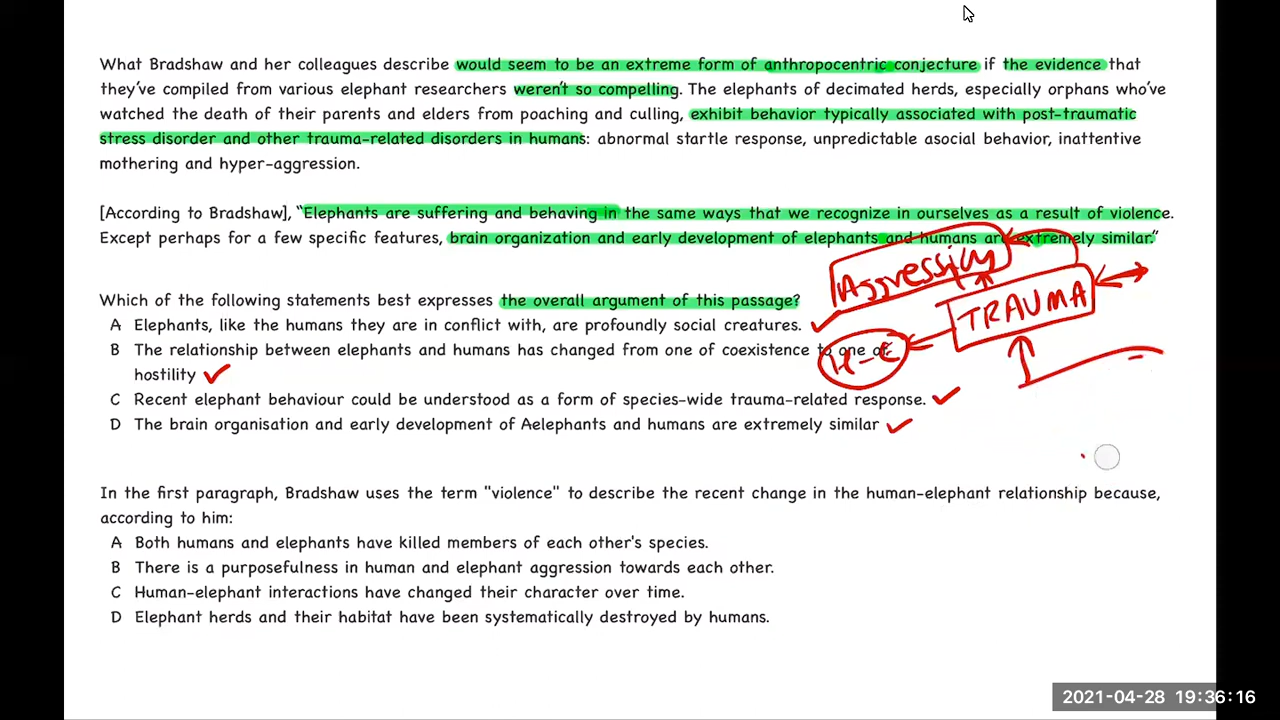 What Bradshaw and her colleagues describe would seem to be an extreme form of anthropocentric conjecture if the evidence that
they've compiled from various elephant researchers weren't so compelling. The elephants of decimated herds, especially orphans who've
watched the death of their parents and elders from poaching and culling, exhibit behavior typically associated with post-traumatic
stress disorder and other trauma-related disorders in humans: abnormal startle response, unpredictable asocial behavior, inattentive
mothering and hyper-aggression.
[According to Bradshaw], “Elephants are suffering and behaving in the same ways that we recognize in ourselves as a result of violence.
Except perhaps for a few specific features, brain organization and early development of elephants and humans are extremely similar.”
Aggression
Which of the following statements best expresses the overall argument of this passage?
TRAUMA
A Elephants, like the humans they are in conflict with, are profoundly social creatures.
B The relationship between elephants and humans has changed from one of coexistence to one of
H-E
hostility
C Recent elephant behaviour could be understood as a form of species-wide trauma-related response.
D The brain organisation and early development of Aelephants and humans are extremely similar
In the first paragraph, Bradshaw uses the term "violence" to describe the recent change in the human-elephant relationship because,
according to him:
A Both humans and elephants have killed members of each other's species.
B There is a purposefulness in human and elephant aggression towards each other.
C Human-elephant interactions have changed their character over time.
D Elephant herds and their habitat have been systematically destroyed by humans.
2021-04-28 19:36:16